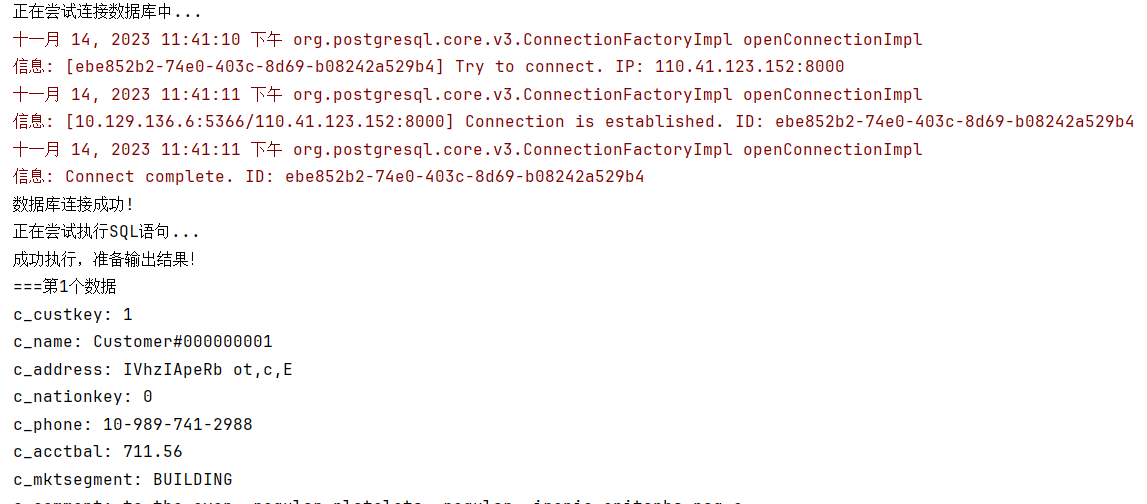 正在尝试连接数据库中...
十一月 14, 2023 11:41:10 下午 org.postgresql.core.v3.ConnectionFactoryImpl openConnectionImpl
信息: [ebe852b2-74e0-403c-8d69-b08242a529b4] Try to connect. IP: 110.41.123.152:8000
十一月 14, 2023 11:41:11 下午 org.postgresql.core.v3.ConnectionFactoryImpl openConnectionImpl
信息: [10.129.136.6:5366/110.41.123.152:8000] Connection is established. ID: ebe852b2-74e0-403c-8d69-b08242a529b4
十一月 14, 2023 11:41:11 下午 org.postgresql.core.v3.ConnectionFactoryImpl openConnectionImpl
信息: Connect complete. ID: ebe852b2-74e0-403c-8d69-b08242a529b4
数据库连接成功!
正在尝试执行SQL语句...
成功执行，准备输出结果!
===第1个数据
c_custkey: 1
c_name: Customer#000000001
c_address: IVhzIApeRb ot,c,E
c_nationkey: 0
c_phone: 10-989-741-2988
c_acctbal: 711.56
c_mktsegment: BUILDING